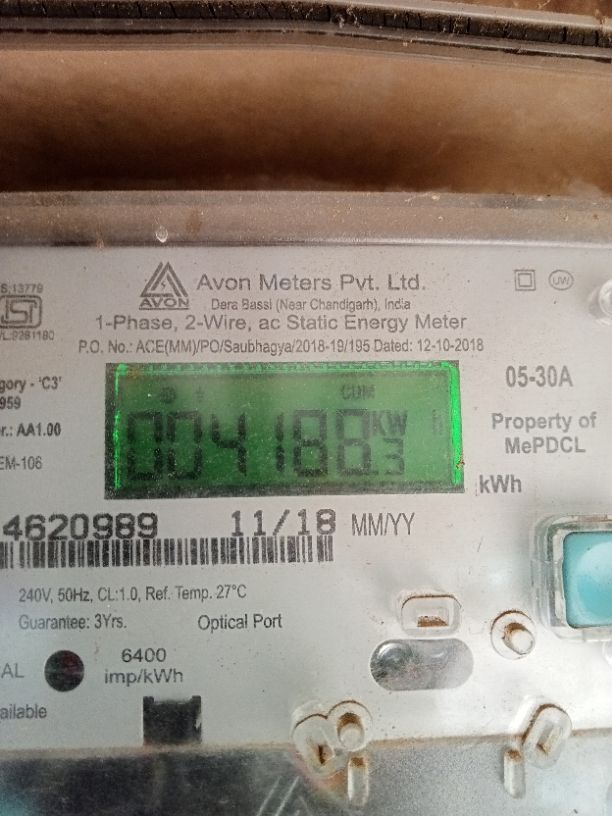 AVON
Avon Meters Pvt. Ltd.
Dera Bassi (Near Chandigarh), India
UW
S:13779
1-Phase, 2-Wire, ac Static Energy Meter
P.O. No.: ACE(MM)/PO/Saubhagya/2018-19/195 Dated: 12-10-2018
gory - 'C3'
959
r.: AA1.00
EM-106
CUM
004188.3
KW h
05-30A
Property of
MePDCL
kWh
4620989
11/18 MM/YY
240V, 50Hz, CL:1.0, Ref. Temp. 27°C
Guarantee: 3Yrs.
Optical Port
AL
6400
imp/kWh
ailable